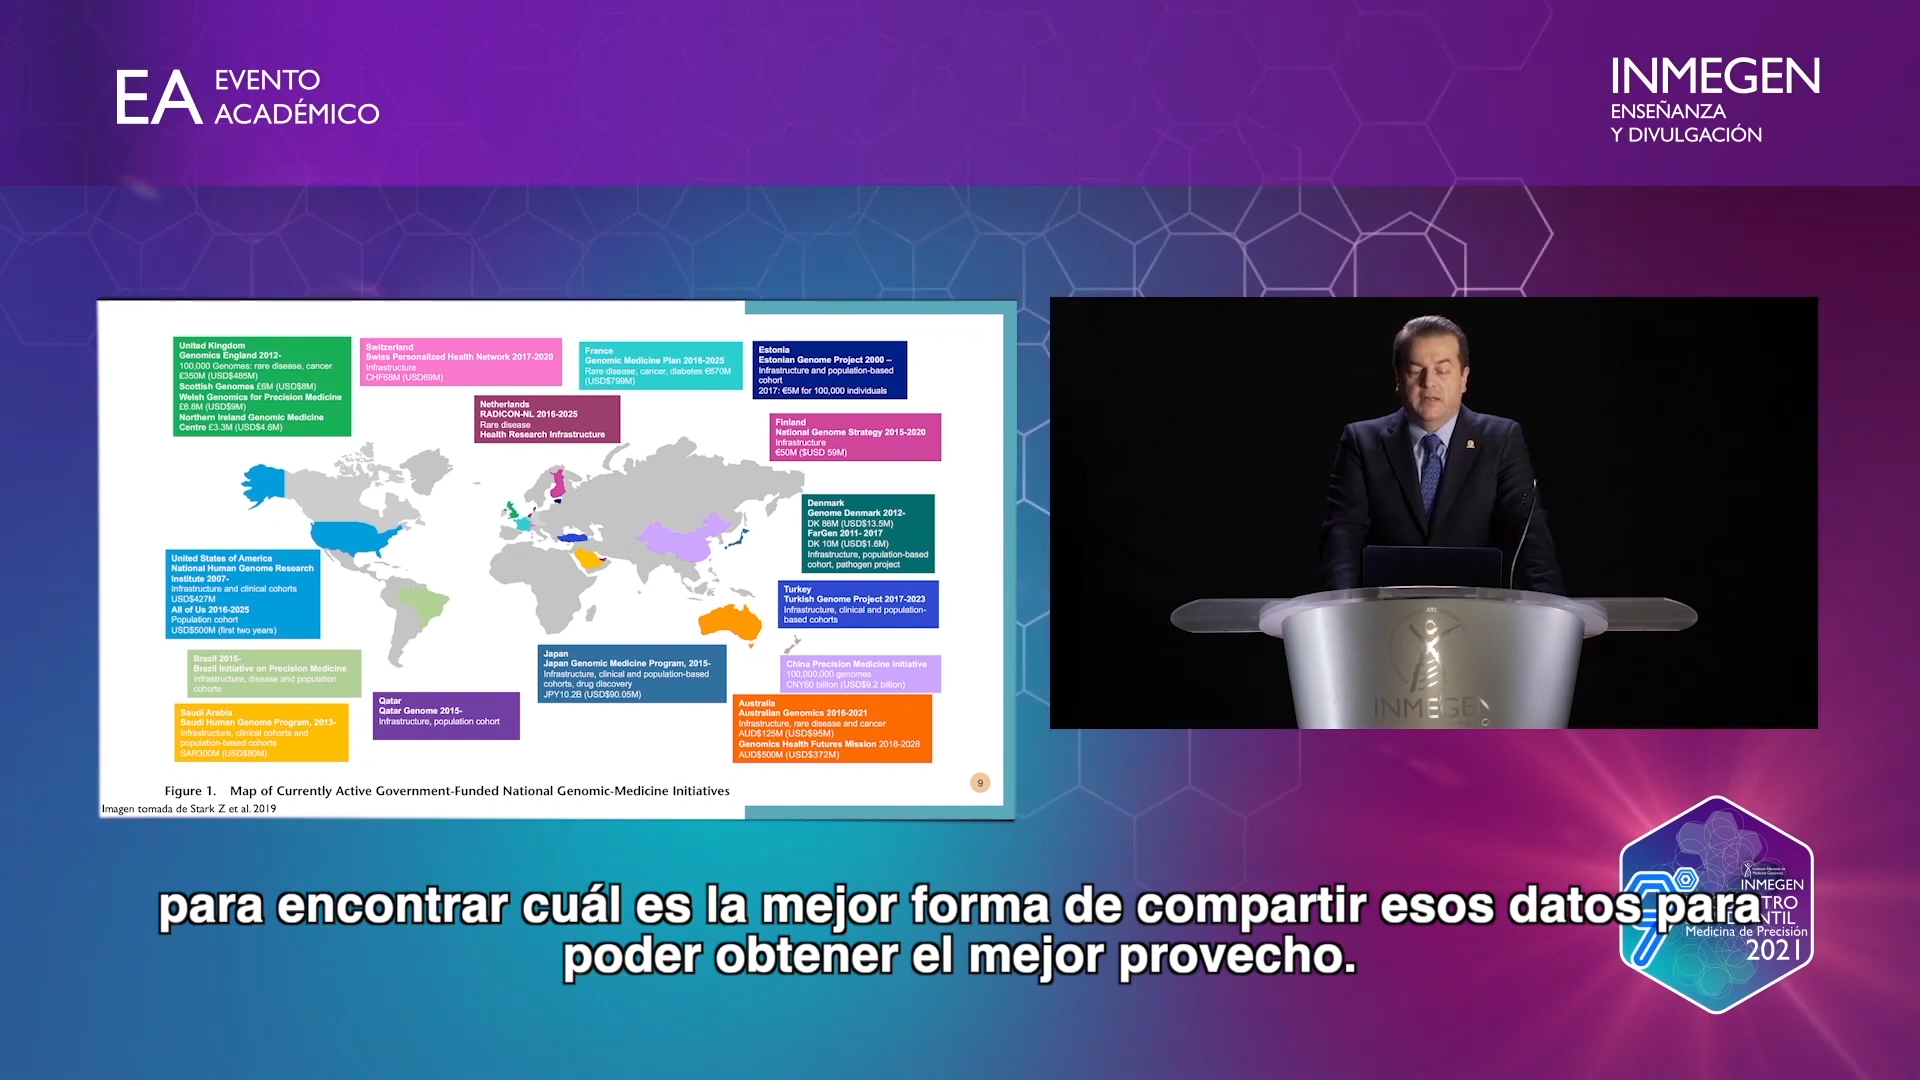 EA EVENTO
ACADÉMICO
INMEGEN
ENSEÑANZA
Y DIVULGACIÓN
United Kingdom
Genomics England 2012-
100,000 Genomes: rare disease, cancer
£350M (USD$485M)
Scottish Genomes £6M (USD$8M)
Welsh Genomics for Precision Medicine
£6.8M (USD$9M)
Northern Ireland Genomic Medicine
Centre £3.3M (USD$4.6M)
Switzerland
Swiss Personalized Health Network 2017-2020
Infrastructure
CHF68M (USD69M)
France
Genomic Medicine Plan 2016-2025
Rare disease, cancer, diabetes €670M
(USD$799M)
Estonia
Estonian Genome Project 2000 –
Infrastructure and population-based
cohort
2017: €5M for 100,000 individuals
Netherlands
RADICON-NL 2016-2025
Rare disease
Health Research Infrastructure
Finland
National Genome Strategy 2015-2020
Infrastructure
€50M ($USD 59M)
Denmark
Genome Denmark 2012-
DK 86M (USD$13.5M)
FarGen 2011- 2017
DK 10M (USD$1.6M)
Infrastructure, population-based
cohort, pathogen project
United States of America
National Human Genome Research
Institute 2007-
Infrastructure and clinical cohorts
USD$427M
All of Us 2016-2025
Population cohort
USD$500M (first two years)
Turkey
Turkish Genome Project 2017-2023
Infrastructure, clinical and population-
based cohorts
Brazil 2015-
Brazil Initiative on Precision Medicine
Infrastructure, disease and population
cohorts
Japan
Japan Genomic Medicine Program, 2015-
Infrastructure, clinical and population-based
cohorts, drug discovery
JPY10.2B (USD$90.05M)
China Precision Medicine Initiative
100,000,000 genomes
CNY60 billion (USD$9.2 billion)
Saudi Arabia
Saudi Human Genome Program, 2013-
Infrastructure, clinical cohorts and
population-based cohorts
SAR300M (USD$80M)
Qatar
Qatar Genome 2015-
Infrastructure, population cohort
Australia
Australian Genomics 2016-2021
Infrastructure, rare disease and cancer
AUD$125M (USD$95M)
Genomics Health Futures Mission 2018-2028
AUD$500M (USD$372M)
Figure 1. Map of Currently Active Government-Funded National Genomic-Medicine Initiatives
9
Imagen tomada de Stark Z et al. 2019
INMEGEN
para encontrar cuál es la mejor forma de compartir esos datos para
poder obtener el mejor provecho.
INMEGEN
Medicina de Precisión
2021